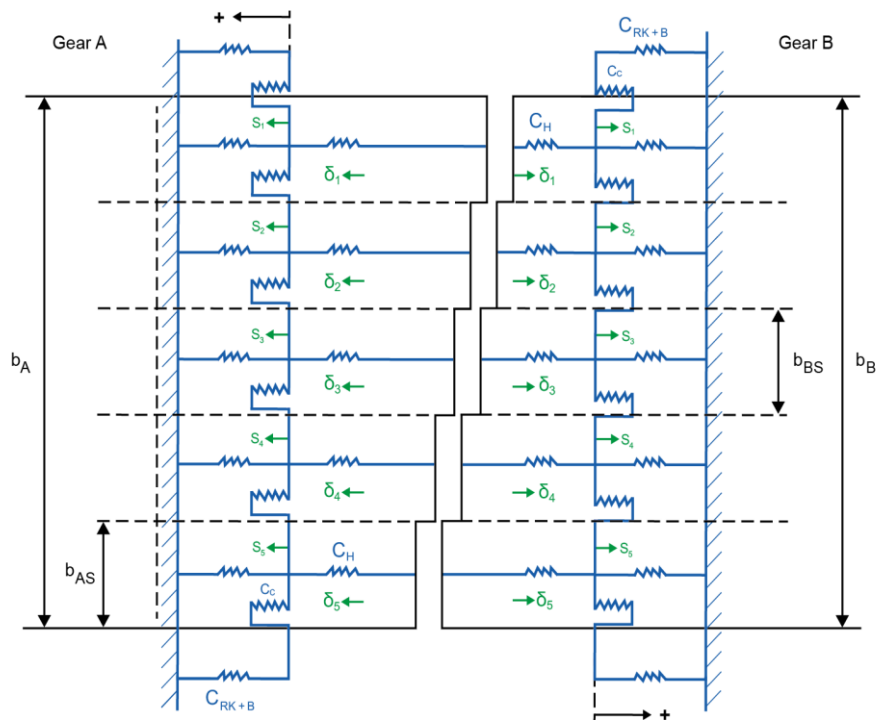 +
Gear A
C_RK + B
Gear B
C_c
S_1
C_H
S_1
δ_1
δ_1
S_2
S_2
δ_2
δ_2
S_3
S_3
b_A
δ_3
δ_3
b_BS
b_B
S_4
S_4
δ_4
δ_4
S_5
C_H
S_5
b_AS
C_c
δ_5
δ_5
C_RK + B
+